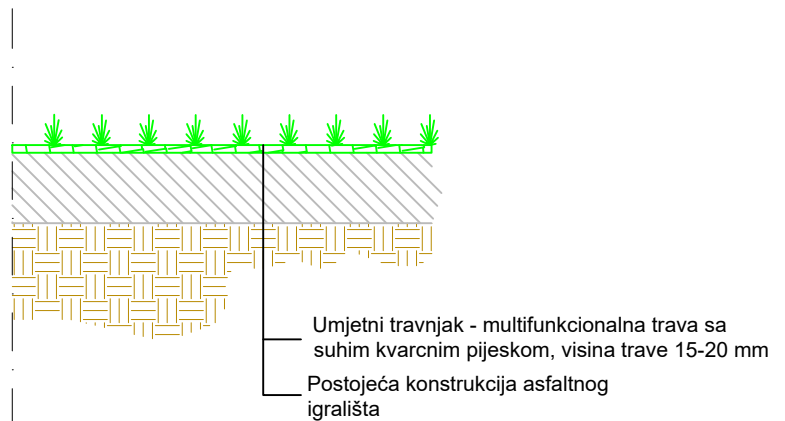 Umjetni travnjak - multifunkcionalna trava sa
suhim kvarcnim pijeskom, visina trave 15-20 mm
Postojeća konstrukcija asfaltnog
igrališta